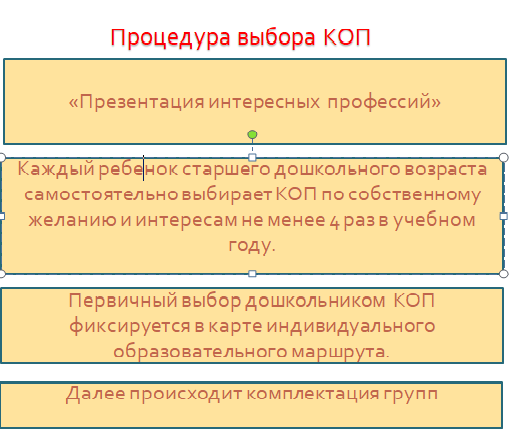 Процедура выбора КОП
«Презентация интересных профессий»
Каждый ребенок старшего дошкольного возраста
самостоятельно выбирает КОП по собственному
желанию и интересам не менее 4 раз в учебном
году.
Первичный выбор дошкольником КОП
фиксируется в карте индивидуального
образовательного маршрута.
Далее происходит комплектация групп